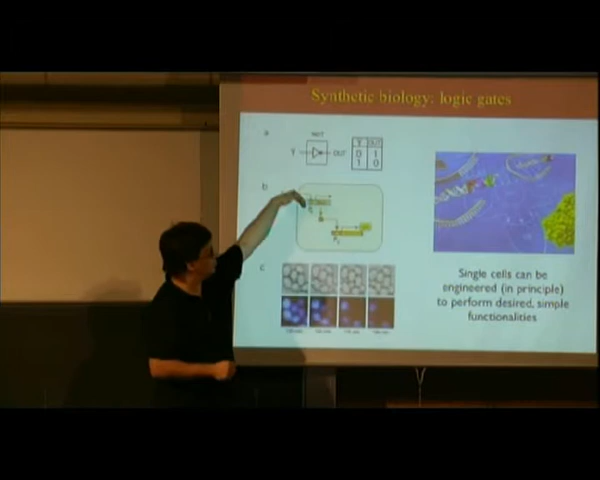 Synthetic biology: logic gates
a
NOT
Y
OUT
Y OUT
0 1
1 0
b
c
Single cells can be
engineered (in principle)
to perform desired, simple
functionalities